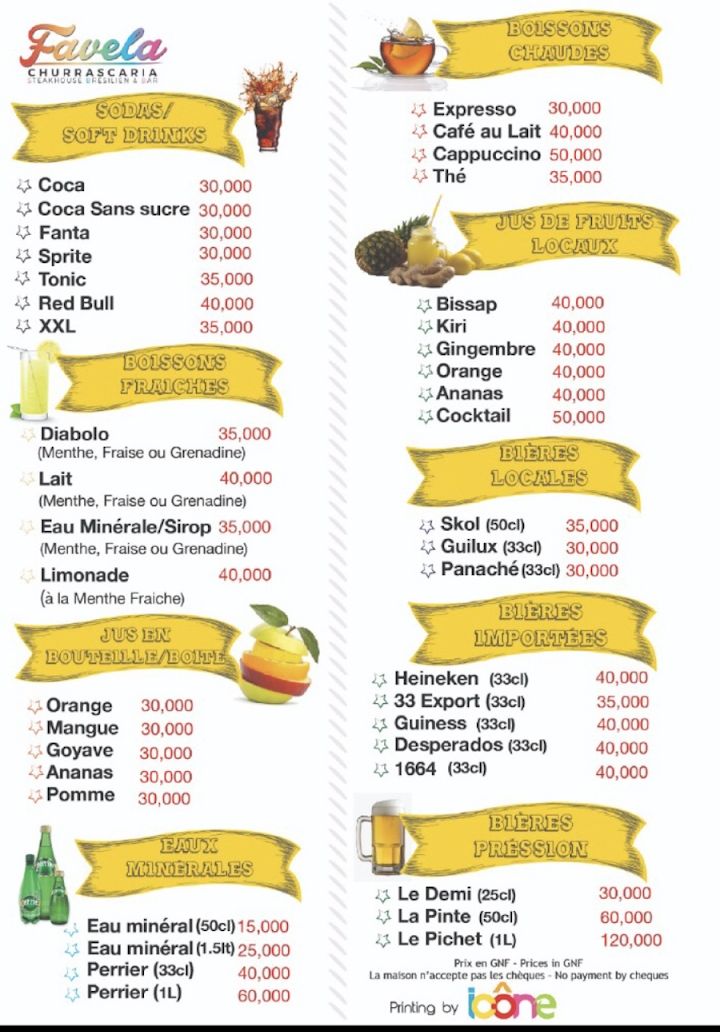 Favela
CHURRASCARIA
STEAKHOUSE BRÉSILIEN & BAR
SODAS/
SOFT DRINKS
Coca 30,000
Coca Sans sucre 30,000
Fanta 30,000
Sprite 30,000
Tonic 35,000
Red Bull 40,000
XXL 35,000
BOISSONS
FRAICHES
Diabolo 35,000
(Menthe, Fraise ou Grenadine)
Lait 40,000
(Menthe, Fraise ou Grenadine)
Eau Minérale/Sirop 35,000
(Menthe, Fraise ou Grenadine)
Limonade 40,000
(à la Menthe Fraiche)
JUS EN
BOUTEILLE/BOITE
Orange 30,000
Mangue 30,000
Goyave 30,000
Ananas 30,000
Pomme 30,000
EAUX
MINÉRALES
Eau minéral (50cl) 15,000
Eau minéral (1.5lt) 25,000
Perrier (33cl) 40,000
Perrier (1L) 60,000
BOISSONS
CHAUDES
Expresso 30,000
Café au Lait 40,000
Cappuccino 50,000
Thé 35,000
JUS DE FRUITS
LOCAUX
Bissap 40,000
Kiri 40,000
Gingembre 40,000
Orange 40,000
Ananas 40,000
Cocktail 50,000
BIÈRES
LOCALES
Skol (50cl) 35,000
Guilux (33cl) 30,000
Panaché (33cl) 30,000
BIÈRES
IMPORTÉES
Heineken (33cl) 40,000
33 Export (33cl) 35,000
Guiness (33cl) 40,000
Desperados (33cl) 40,000
1664 (33cl) 40,000
BIÈRES
PRÉSSION
Le Demi (25cl) 30,000
La Pinte (50cl) 60,000
Le Pichet (1L) 120,000
Prix en GNF - Prices in GNF
La maison n'accepte pas les chèques - No payment by cheques
Printing by icône